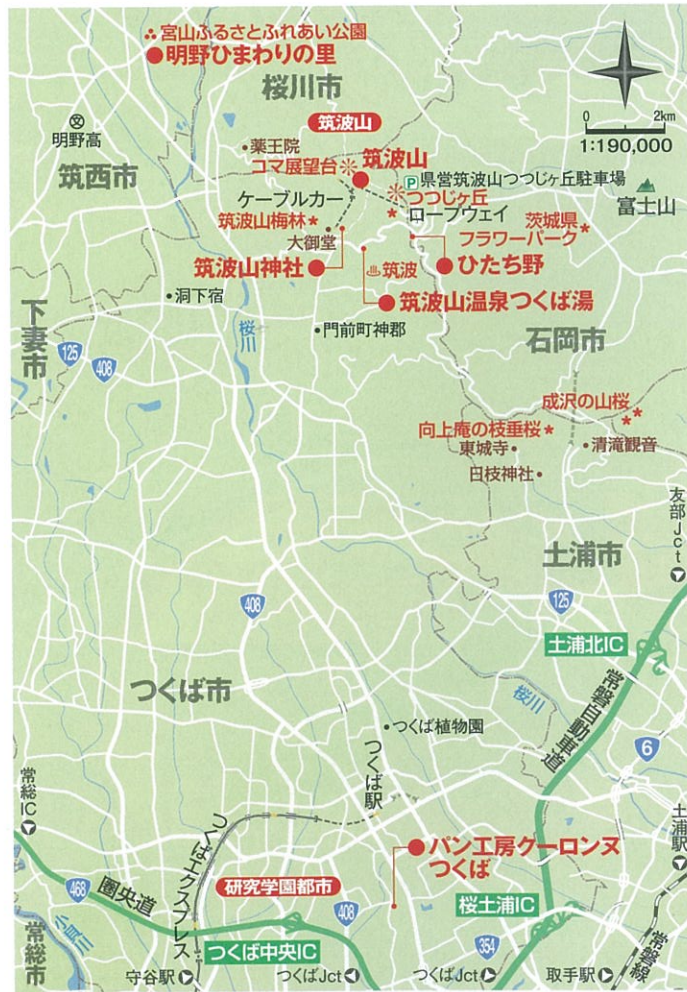 宮山ふるさとふれあい公園
明野ひまわりの里
桜川市
0 2km
1:190,000
明野高
筑波山
薬王院
筑西市
コマ展望台
筑波山
P 県営筑波山つつじヶ丘駐車場
つつじヶ丘
ケーブルカー
ロープウェイ
富士山
筑波山梅林
茨城県
フラワーパーク
大御堂
筑波山神社
筑波
ひたち野
洞下宿
筑波山温泉つくば湯
下妻市
桜川
門前町神郡
石岡市
125
408
成沢の山桜
向上庵の枝垂桜
東城寺
清滝観音
日枝神社
友部Jct
土浦市
408
125
土浦北IC
つくば市
桜川
常磐自動車道
つくば植物園
6
つくば駅
常総IC
土浦駅
つくばエクスプレス
パン工房クーロンヌ
つくば
468
圏央道
研究学園都市
408
桜土浦IC
小貝川
常総市
つくば中央IC
354
常磐線
守谷駅
つくばJct
つくばJct
取手駅